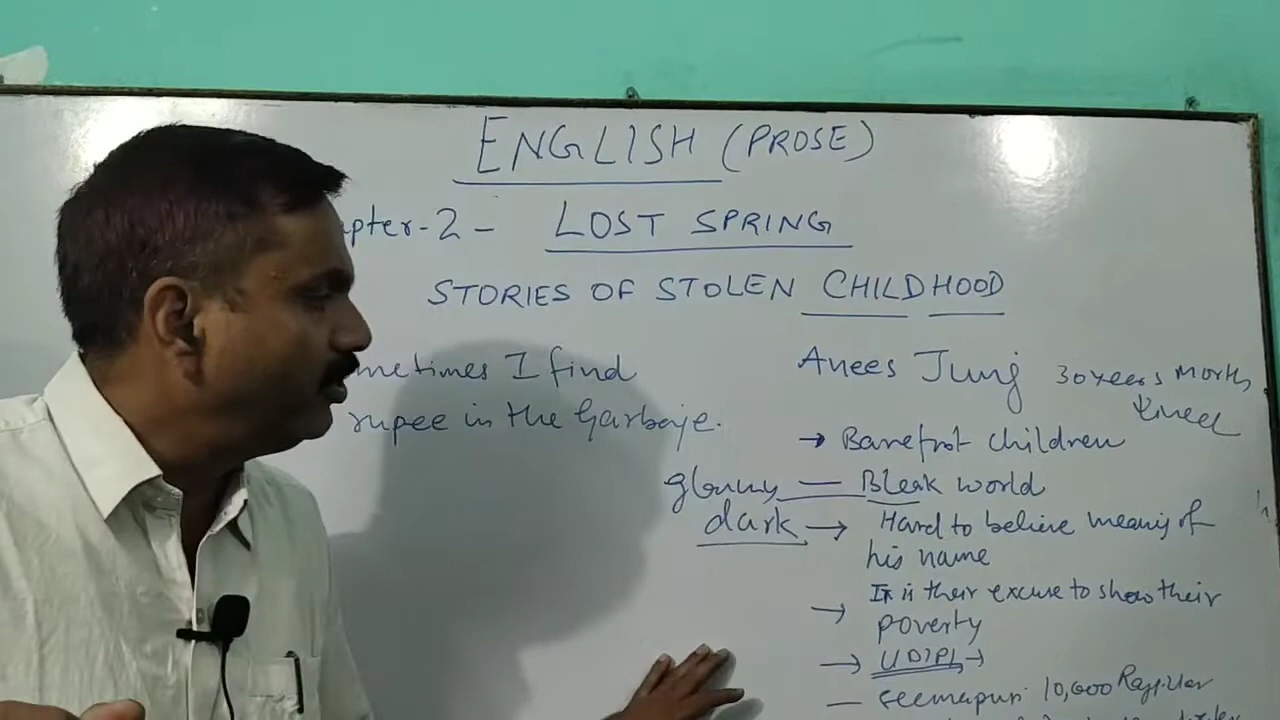 ENGLISH (PROSE)
pter-2 - LOST SPRING
STORIES OF STOLEN CHILDHOOD
metimes I find
rupee in the Garbage.
Anees Jung 30 years
→ Barefoot children
gloomy — Bleak world
dark → Hard to believe meaning of
his name
→ It is their excuse to show their
poverty
→ UDIPI →
— Seemapuri 10,000